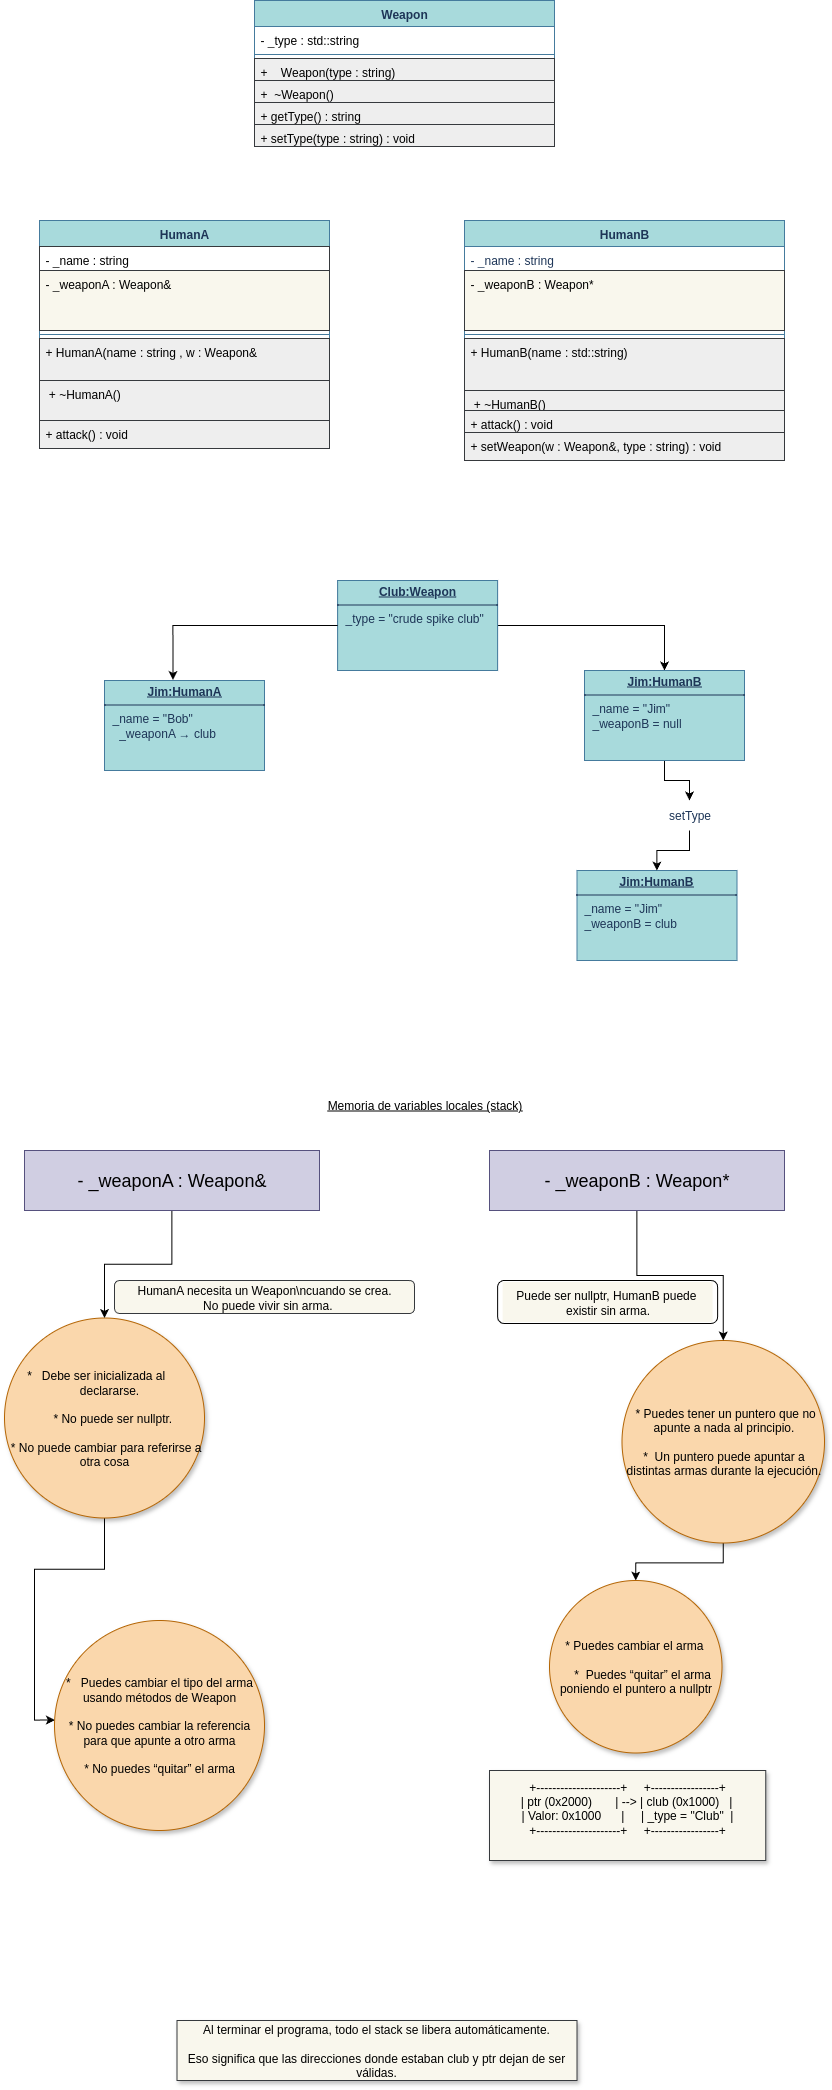 Weapon
- _type : std::string
+    Weapon(type : string)
+  ~Weapon()
+ getType() : string
+ setType(type : string) : void
HumanA
- _name : string
- _weaponA : Weapon&
+ HumanA(name : string , w : Weapon&
+ ~HumanA()
+ attack() : void
HumanB
- _name : string
- _weaponB : Weapon*
+ HumanB(name : std::string)
+ ~HumanB()
+ attack() : void
+ setWeapon(w : Weapon&, type : string) : void
Club:Weapon
_type = "crude spike club"
Jim:HumanA
_name = "Bob"
_weaponA → club
Jim:HumanB
_name = "Jim"
_weaponB = null
setType
Jim:HumanB
_name = "Jim"
_weaponB = club
Memoria de variables locales (stack)
- _weaponA : Weapon&
HumanA necesita un Weapon\ncuando se crea.
No puede vivir sin arma.
*   Debe ser inicializada al
declararse.
* No puede ser nullptr.
* No puede cambiar para referirse a
otra cosa
*   Puedes cambiar el tipo del arma
usando métodos de Weapon
* No puedes cambiar la referencia
para que apunte a otro arma
* No puedes “quitar” el arma
- _weaponB : Weapon*
Puede ser nullptr, HumanB puede
existir sin arma.
* Puedes tener un puntero que no
apunte a nada al principio.
*  Un puntero puede apuntar a
distintas armas durante la ejecución.
* Puedes cambiar el arma
*  Puedes “quitar” el arma
poniendo el puntero a nullptr
+---------------------+     +-----------------+
| ptr (0x2000)       | --> | club (0x1000)   |
| Valor: 0x1000      |     | _type = "Club"  |
+---------------------+     +-----------------+
Al terminar el programa, todo el stack se libera automáticamente.
Eso significa que las direcciones donde estaban club y ptr dejan de ser
válidas.